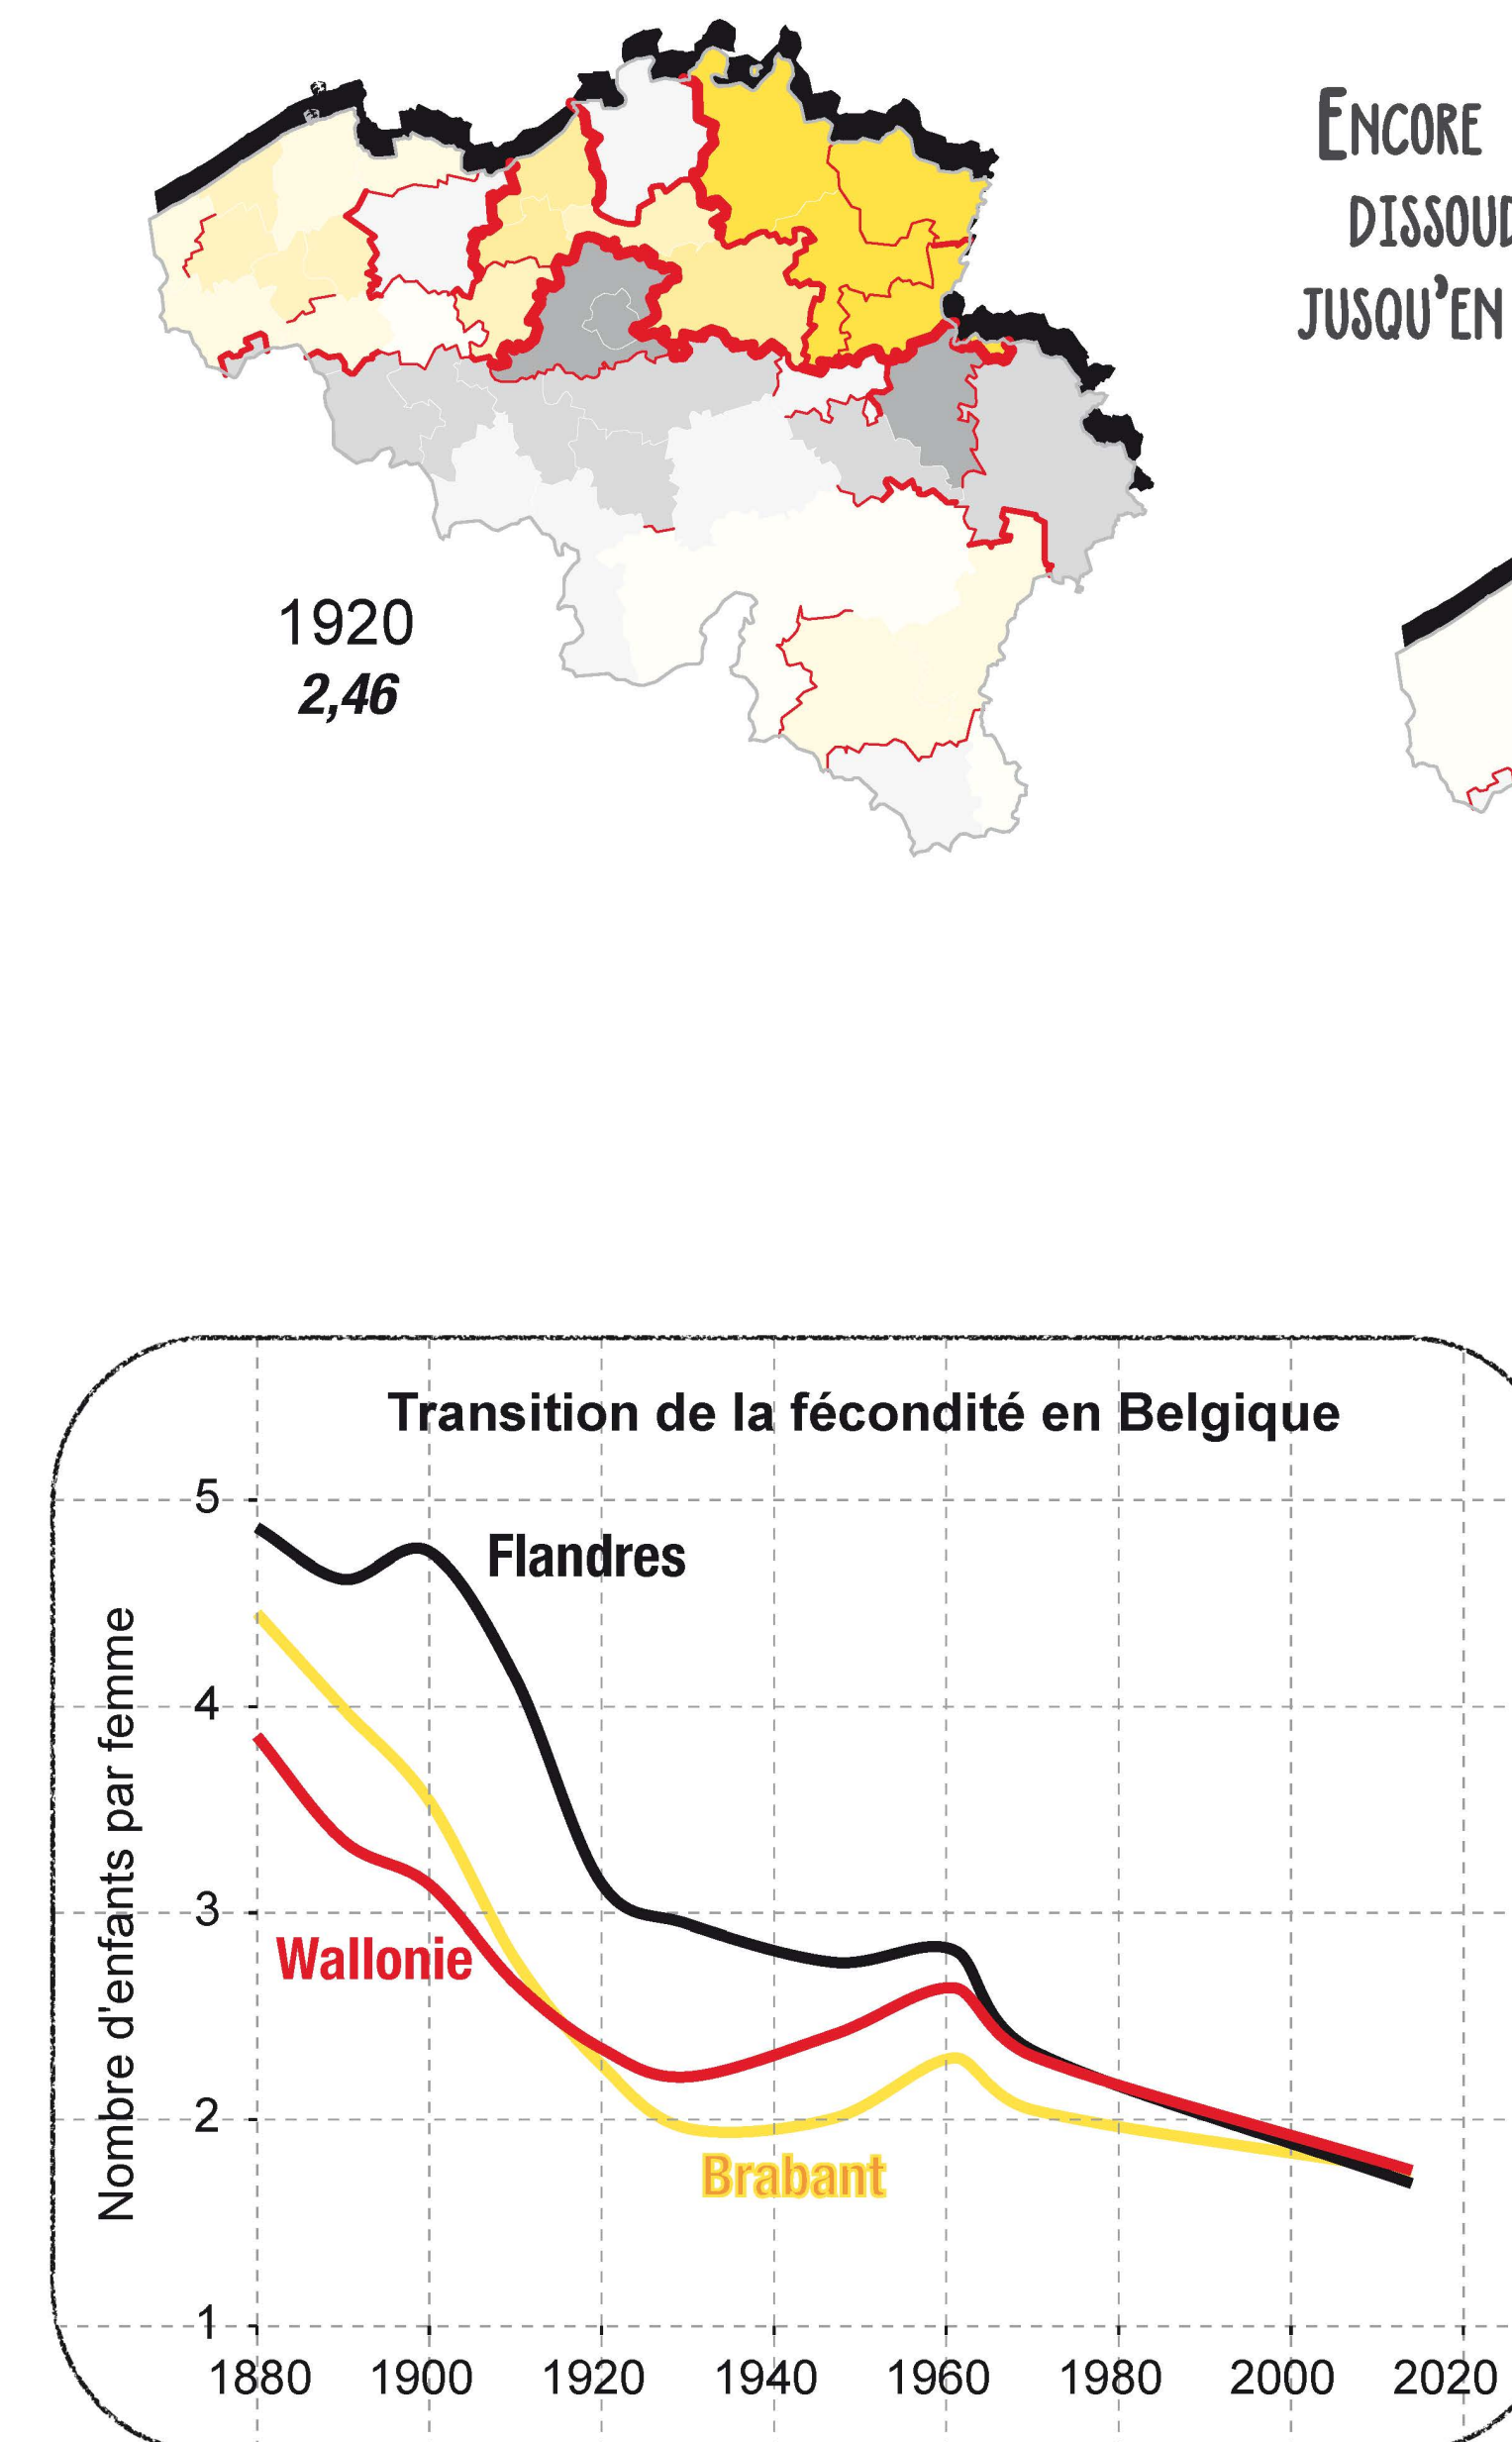 ENCORE
DISSOUD
JUSQU'EN
1920
2,46
Transition de la fécondité en Belgique
Nombre d'enfants par femme
5
4
3
2
1
Flandres
Wallonie
Brabant
1880 1900 1920 1940 1960 1980 2000 2020